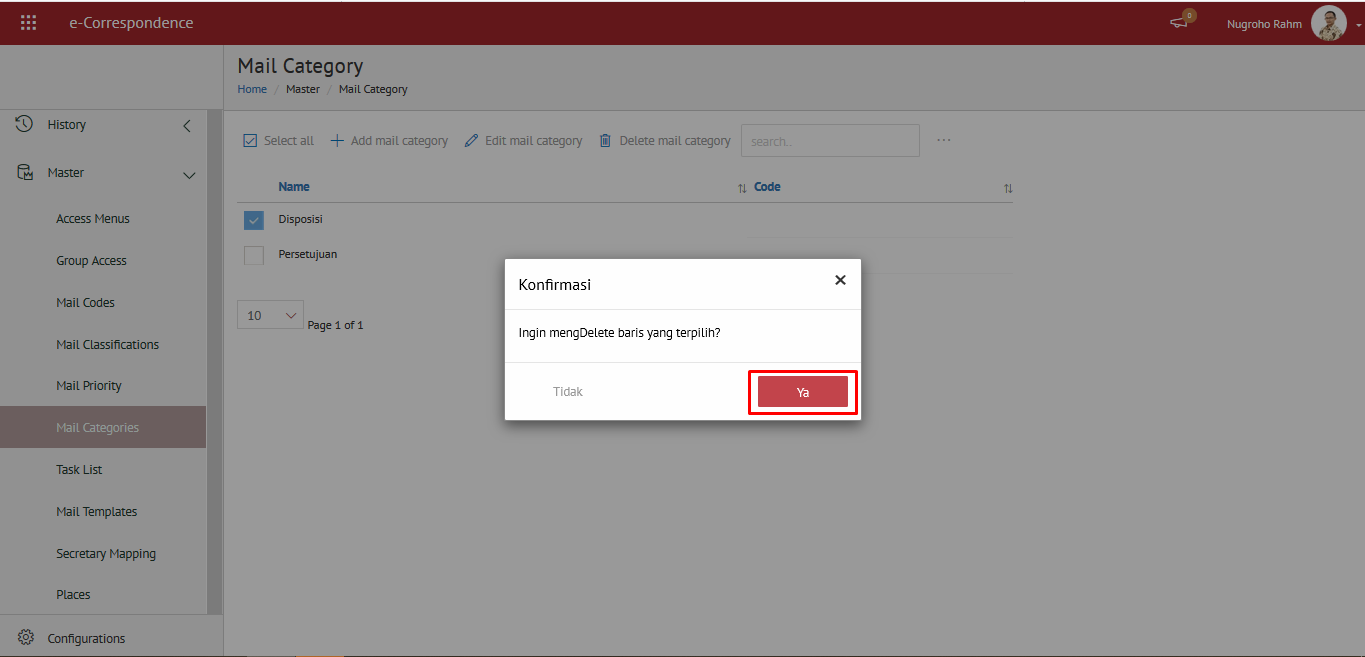 e-Correspondence
0
Nugroho Rahm
Mail Category
Home / Master / Mail Category
History
Master
Access Menus
Group Access
Mail Codes
Mail Classifications
Mail Priority
Mail Categories
Task List
Mail Templates
Secretary Mapping
Places
Configurations
Select all
Add mail category
Edit mail category
Delete mail category
search..
...
Name
Code
Disposisi
Persetujuan
10
Page 1 of 1
Konfirmasi
Ingin mengDelete baris yang terpilih?
Tidak
Ya